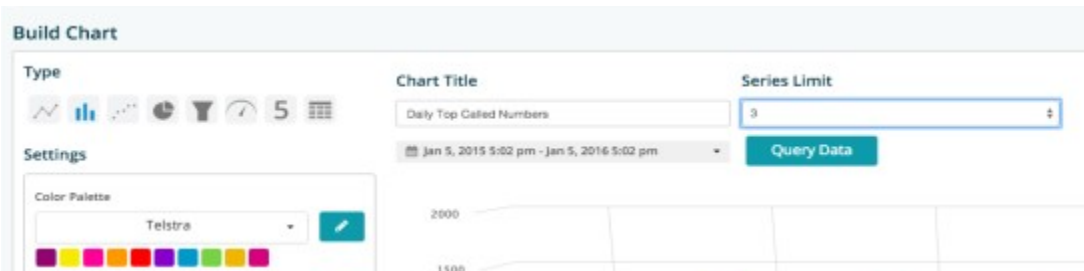 Build Chart
Type
5
Settings
Color Palette
Telstra
Chart Title
Daily Top Called Numbers
Jan 5, 2015 5:02 pm - Jan 5, 2016 5:02 pm
Series Limit
3
Query Data
2000
1500